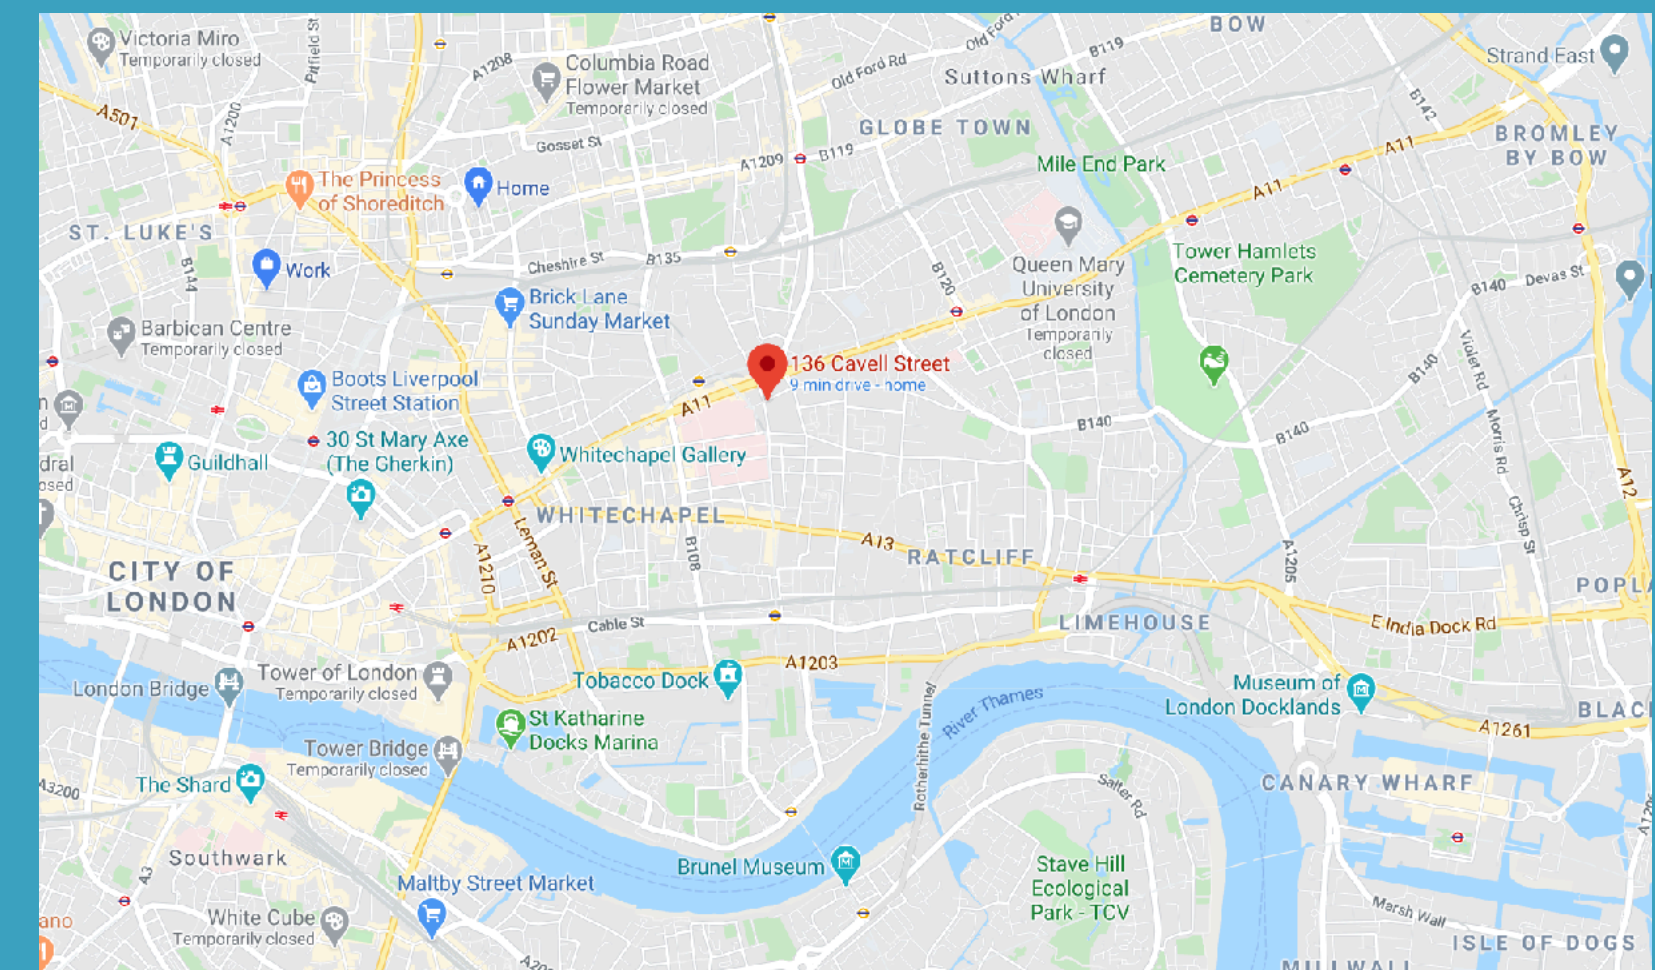 Victoria Miro
Temporarily closed
Pitfield St
A1208
Columbia Road
Flower Market
Temporarily closed
Old Ford Rd
Old Ford
B119
BOW
Suttons Wharf
Strand East
A501
A1200
Gosset St
GLOBE TOWN
B142
BROMLEY
BY BOW
A11
A1209
B119
Mile End Park
The Princess
of Shoreditch
Home
A11
ST. LUKE'S
B144
Work
Cheshire St
B135
B120
Queen Mary
University
of London
Temporarily
closed
Tower Hamlets
Cemetery Park
B140
Devas St
Brick Lane
Sunday Market
Barbican Centre
Temporarily closed
Violet Rd
136 Cavell Street
9 min drive - home
B140
Boots Liverpool
Street Station
A11
Morris Rd
B140
B140
30 St Mary Axe
(The Gherkin)
Guildhall
Whitechapel Gallery
dral
osed
A12
WHITECHAPEL
Leman St
Chrisp St
A13
B108
RATCLIFF
A1205
A1210
CITY OF
LONDON
POPLA
Cable St
LIMEHOUSE
E India Dock Rd
A1202
A1203
Tower of London
Temporarily closed
London Bridge
Tobacco Dock
Rotherhithe Tunnel
River Thames
Museum of
London Docklands
St Katharine
Docks Marina
BLAC
A1261
Tower Bridge
Temporarily closed
The Shard
A3200
Salter Rd
CANARY WHARF
A120
Southwark
A3
Brunel Museum
Stave Hill
Ecological
Park - TCV
Maltby Street Market
White Cube
Temporarily closed
ano
Marsh Wall
ISLE OF DOGS
A20
MILLWALL